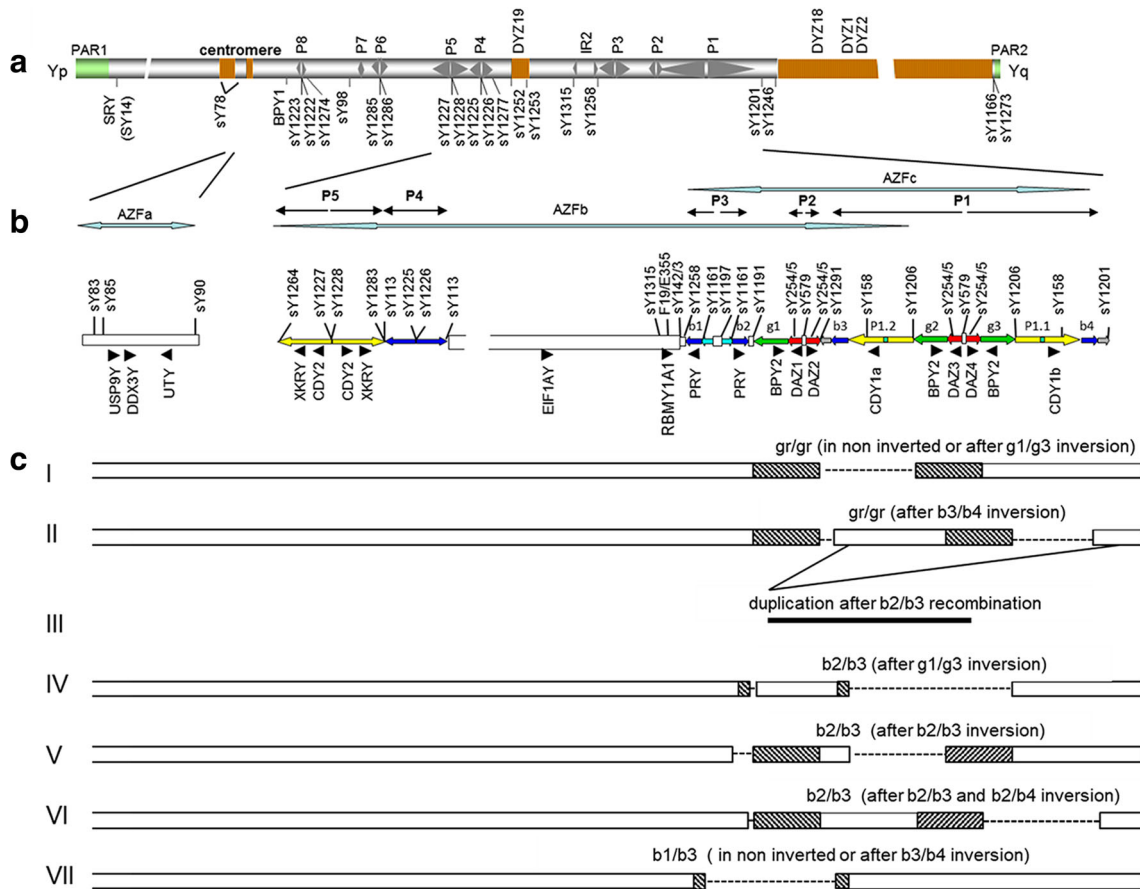 a
PAR1
centromere
P8
P7
P6
P5
P4
DYZ19
IR2
P3
P2
P1
DYZ18
DYZ1
DYZ2
PAR2
Yp
Yq
SRY
(SY14)
sY78
BPY1
sY1223
sY1222
sY1274
sY98
sY1285
sY1286
sY1227
sY1228
sY1225
sY1226
sY1277
sY1252
sY1253
sY1315
sY1258
sY1201
sY1246
sY1166
sY1273
b
AZFa
P5
P4
AZFb
AZFc
P3
P2
P1
sY83
sY85
sY90
sY1264
sY1227
sY1228
sY1283
sY113
sY1225
sY1226
sY113
sY1315
F19/E355
sY142/3
sY1258
sY1161
sY1197
sY1161
sY1191
sY254/5
sY579
sY254/5
sY1291
sY158
sY1206
sY254/5
sY579
sY254/5
sY1206
sY158
sY1201
b1
b2
g1
b3
P1.2
g2
g3
P1.1
b4
USP9Y
DDX3Y
UTY
XKRY
CDY2
CDY2
XKRY
EIF1AY
RBMY1A1
PRY
PRY
BPY2
DAZ1
DAZ2
CDY1a
BPY2
DAZ3
DAZ4
BPY2
CDY1b
c
I
gr/gr (in non inverted or after g1/g3 inversion)
II
gr/gr (after b3/b4 inversion)
III
duplication after b2/b3 recombination
IV
b2/b3 (after g1/g3 inversion)
V
b2/b3 (after b2/b3 inversion)
VI
b2/b3 (after b2/b3 and b2/b4 inversion)
VII
b1/b3 ( in non inverted or after b3/b4 inversion)